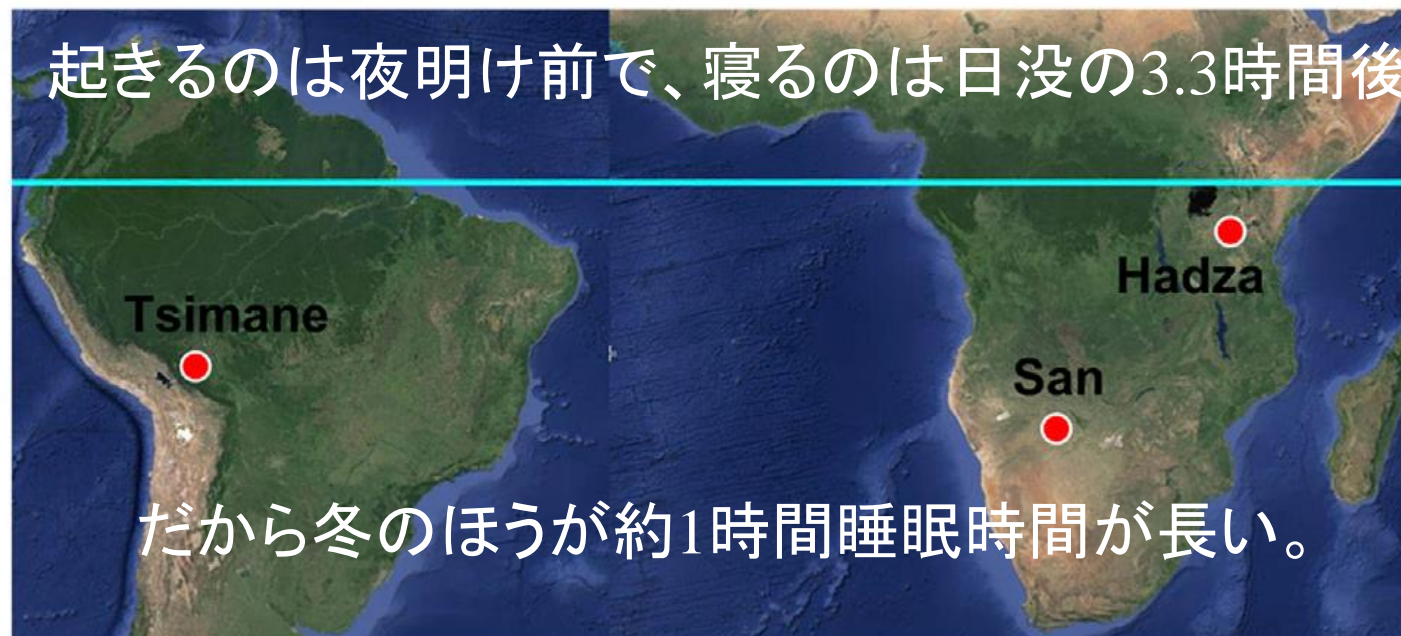 起きるのは夜明け前で、寝るのは日没の3.3時間後
Hadza
Tsimane
San
だから冬のほうが約1時間睡眠時間が長い。